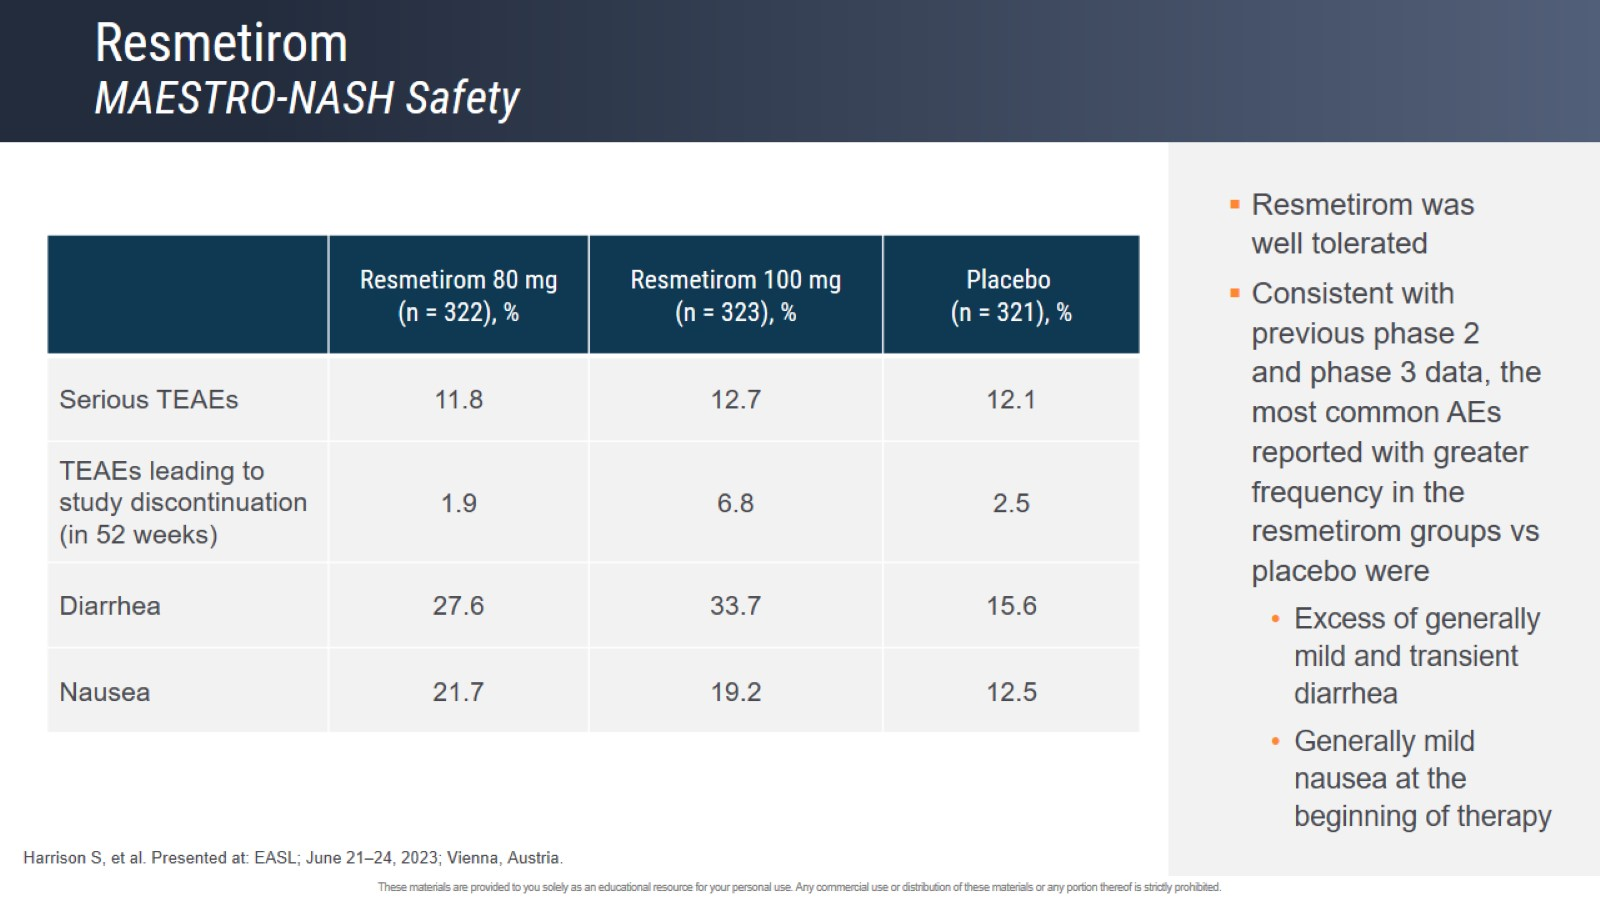 Resmetirom
MAESTRO-NASH Safety
Resmetirom 80 mg
(n = 322), %
Resmetirom 100 mg
(n = 323), %
Placebo
(n = 321), %
Serious TEAEs
11.8
12.7
12.1
TEAEs leading to
study discontinuation
(in 52 weeks)
1.9
6.8
2.5
Diarrhea
27.6
33.7
15.6
Nausea
21.7
19.2
12.5
▪ Resmetirom was
well tolerated
▪ Consistent with
previous phase 2
and phase 3 data, the
most common AEs
reported with greater
frequency in the
resmetirom groups vs
placebo were
• Excess of generally
mild and transient
diarrhea
• Generally mild
nausea at the
beginning of therapy
Harrison S, et al. Presented at: EASL; June 21–24, 2023; Vienna, Austria.
These materials are provided to you solely as an educational resource for your personal use. Any commercial use or distribution of these materials or any portion thereof is strictly prohibited.